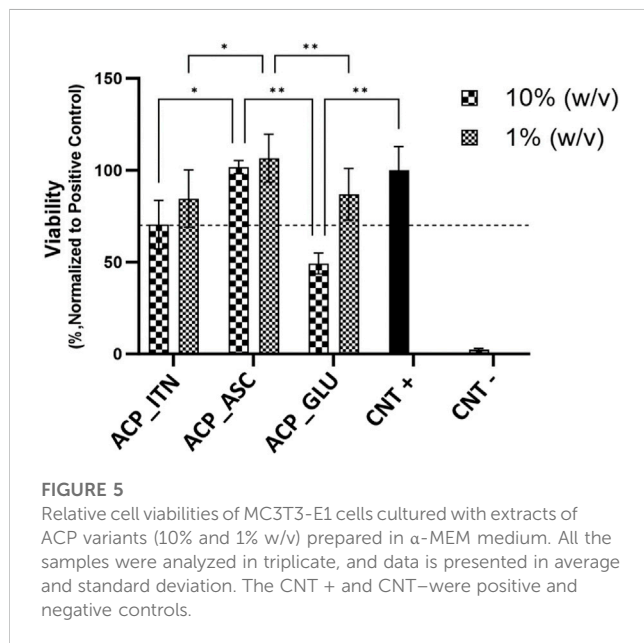 * **
* ** **
150
100
50
0
Viability
(%,Normalized to Positive Control)
10% (w/v)
1% (w/v)
ACP_ITN
ACP_ASC
ACP_GLU
CNT +
CNT -
FIGURE 5
Relative cell viabilities of MC3T3-E1 cells cultured with extracts of
ACP variants (10% and 1% w/v) prepared in α-MEM medium. All the
samples were analyzed in triplicate, and data is presented in average
and standard deviation. The CNT + and CNT–were positive and
negative controls.